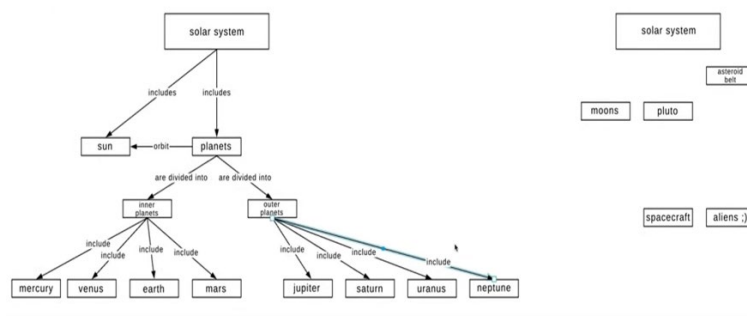 solar system
solar system
asteroid
belt
includes
includes
moons
pluto
sun
orbit
planets
are divided into
are divided into
inner
planets
outer
planets
spacecraft
aliens ;)
include
include
include
include
include
include
include
include
mercury
venus
earth
mars
jupiter
saturn
uranus
neptune